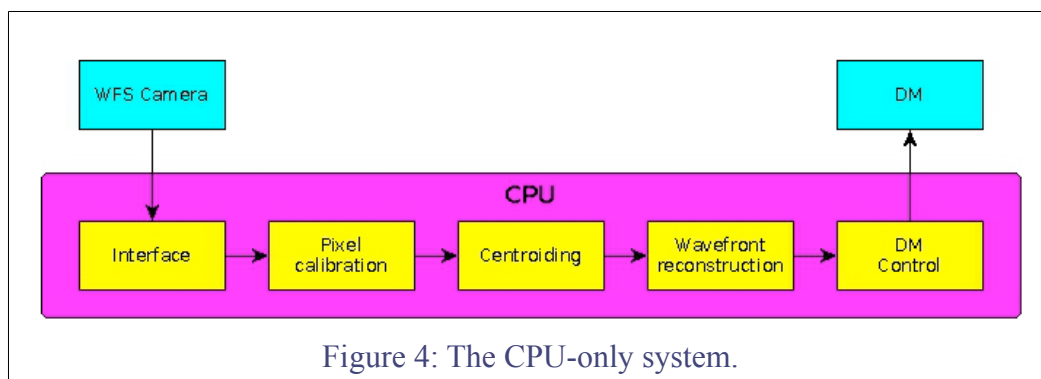 WFS Camera
DM
CPU
Interface
Pixel
calibration
Centroiding
Wavefront
reconstruction
DM
Control
Figure 4: The CPU-only system.